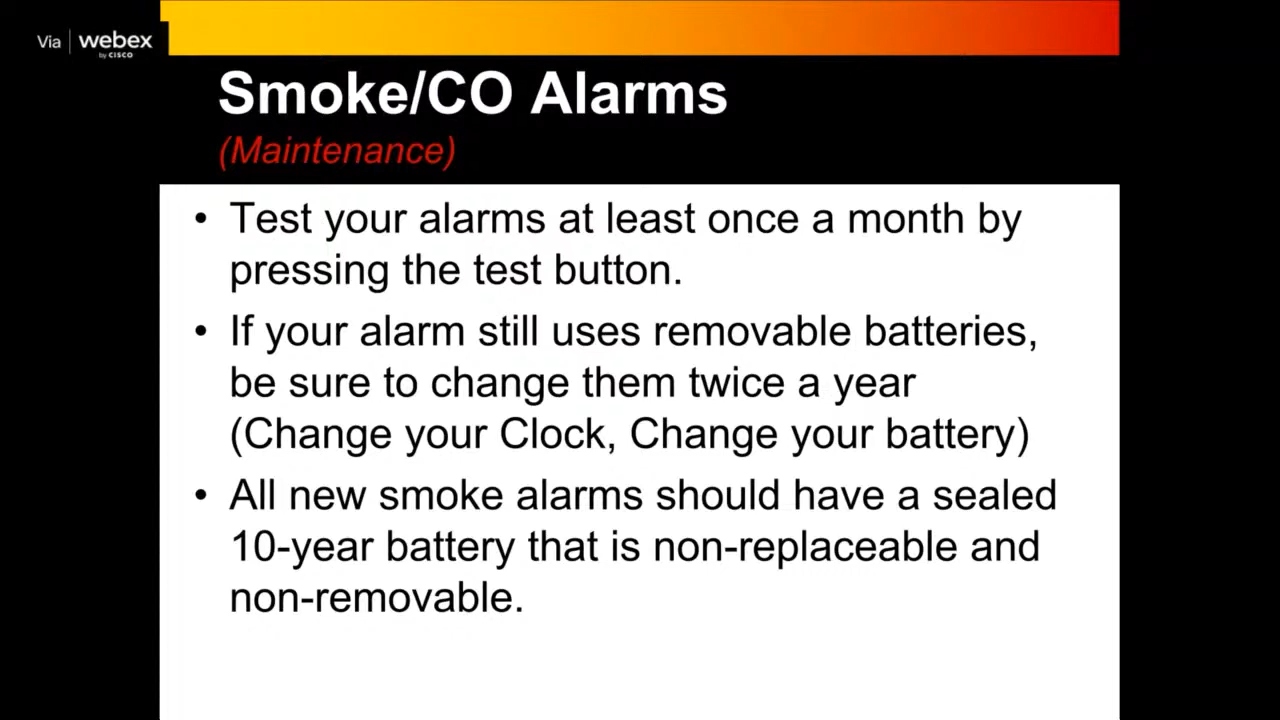 Via | webex
by CISCO
Smoke/CO Alarms
(Maintenance)
• Test your alarms at least once a month by
pressing the test button.
• If your alarm still uses removable batteries,
be sure to change them twice a year
(Change your Clock, Change your battery)
• All new smoke alarms should have a sealed
10-year battery that is non-replaceable and
non-removable.